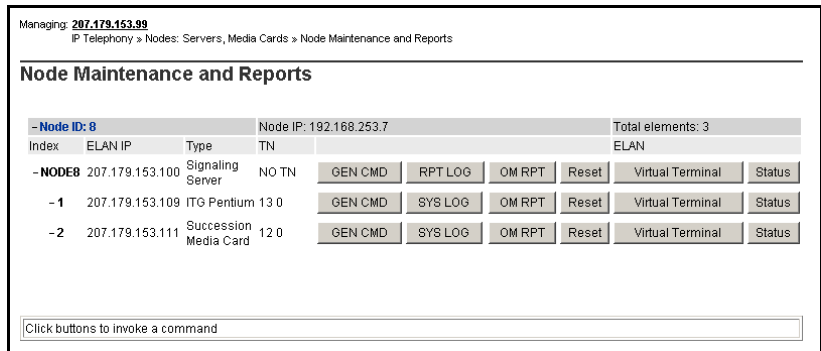 Managing: 207.179.153.99
IP Telephony » Nodes: Servers, Media Cards » Node Maintenance and Reports
Node Maintenance and Reports
– Node ID: 8 Node IP: 192.168.253.7 Total elements: 3
Index ELAN IP Type TN ELAN
– NODE8 207.179.153.100 Signaling Server NO TN GEN CMD RPT LOG OM RPT Reset Virtual Terminal Status
– 1 207.179.153.109 ITG Pentium 13 0 GEN CMD SYS LOG OM RPT Reset Virtual Terminal Status
– 2 207.179.153.111 Succession Media Card 12 0 GEN CMD SYS LOG OM RPT Reset Virtual Terminal Status
Click buttons to invoke a command